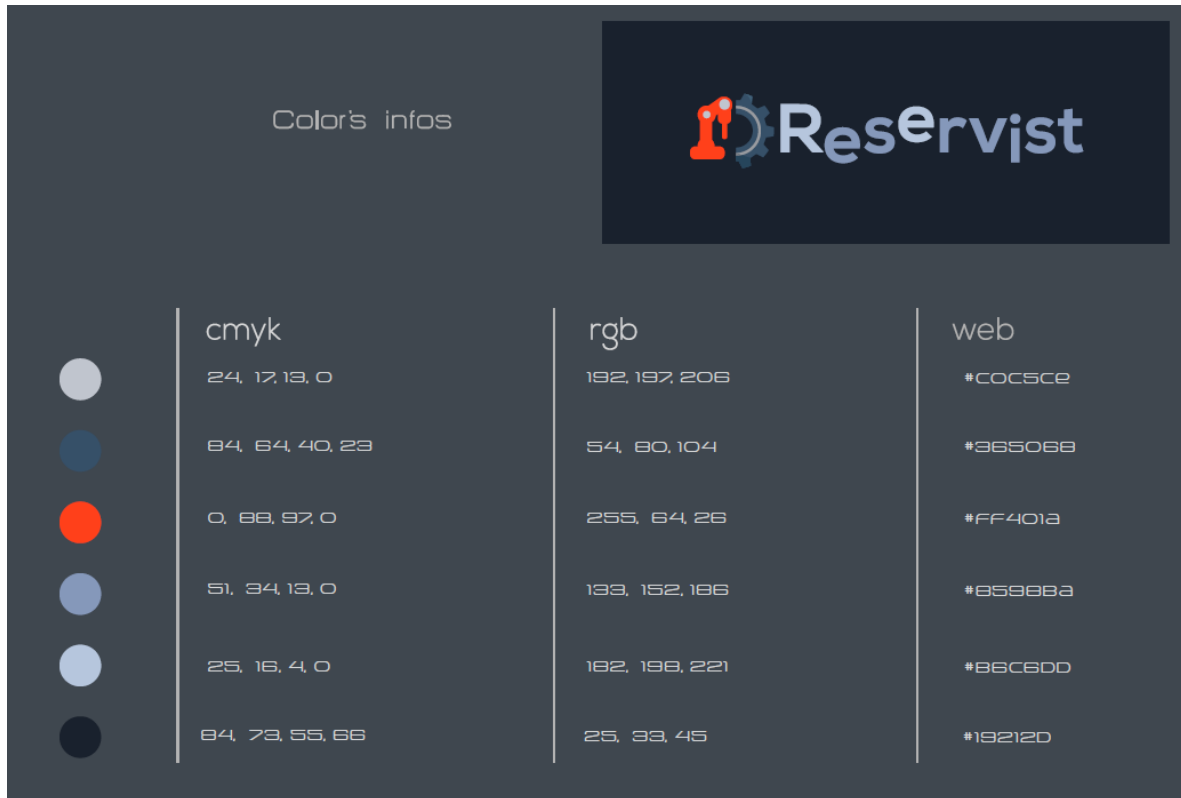 Color's infos
Reservist
cmyk rgb web
24, 17, 13, 0 192, 197, 206 #C0C5Ce
84, 64, 40, 23 54, 80, 104 #365068
0, 88, 97, 0 255, 64, 26 #FF401a
51, 34, 13, 0 133, 152, 186 #8598Ba
25, 16, 4, 0 182, 198, 221 #B6C6DD
84, 73, 55, 66 25, 33, 45 #19212D